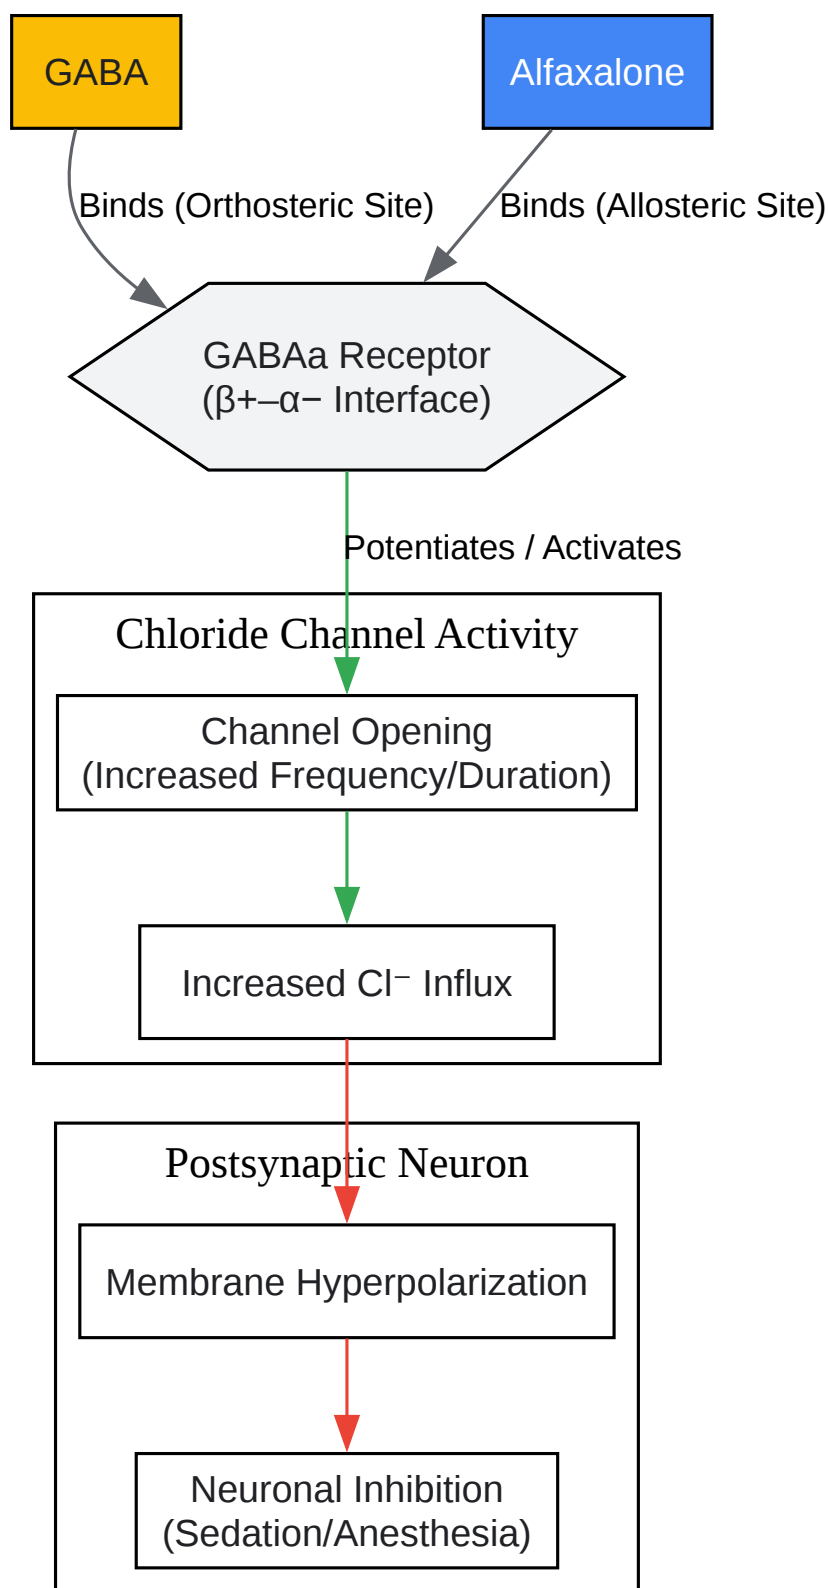 GABA
Alfaxalone
Binds (Orthosteric Site)
Binds (Allosteric Site)
GABAa Receptor
(β+–α− Interface)
Potentiates / Activates
Chloride Channel Activity
Channel Opening
(Increased Frequency/Duration)
Increased Cl⁻ Influx
Postsynaptic Neuron
Membrane Hyperpolarization
Neuronal Inhibition
(Sedation/Anesthesia)